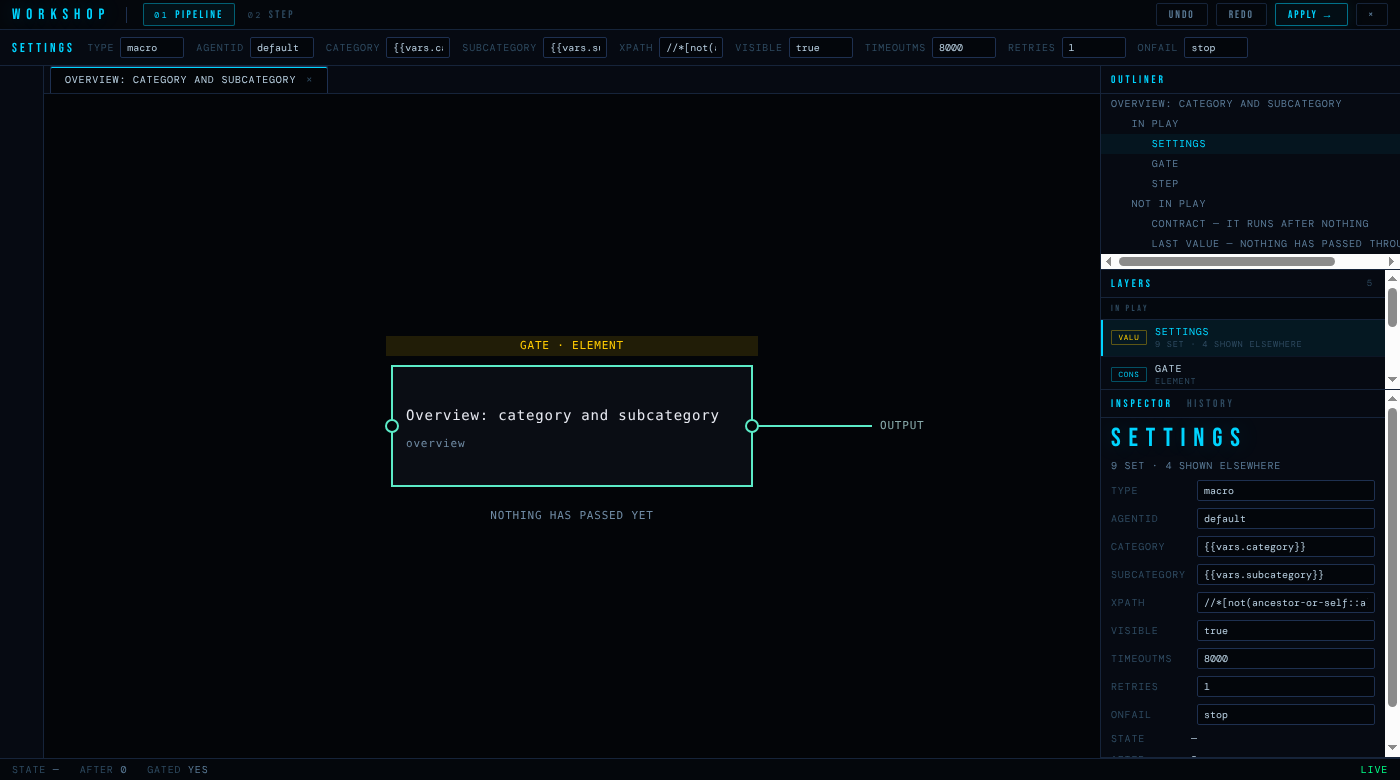 WORKSHOP 01 PIPELINE 02 STEP UNDO REDO APPLY → ×
SETTINGS TYPE macro AGENTID default CATEGORY {{vars.ca SUBCATEGORY {{vars.su XPATH //*[not(a VISIBLE true TIMEOUTMS 8000 RETRIES 1 ONFAIL stop
OVERVIEW: CATEGORY AND SUBCATEGORY ×
GATE · ELEMENT
Overview: category and subcategory
overview
OUTPUT
NOTHING HAS PASSED YET
OUTLINER
OVERVIEW: CATEGORY AND SUBCATEGORY
IN PLAY
SETTINGS
GATE
STEP
NOT IN PLAY
CONTRACT — IT RUNS AFTER NOTHING
LAST VALUE — NOTHING HAS PASSED THROU
LAYERS 5
IN PLAY
VALU SETTINGS
9 SET · 4 SHOWN ELSEWHERE
CONS GATE
ELEMENT
INSPECTOR HISTORY
SETTINGS
9 SET · 4 SHOWN ELSEWHERE
TYPE macro
AGENTID default
CATEGORY {{vars.category}}
SUBCATEGORY {{vars.subcategory}}
XPATH //*[not(ancestor-or-self::a
VISIBLE true
TIMEOUTMS 8000
RETRIES 1
ONFAIL stop
STATE —
STATE — AFTER 0 GATED YES LIVE